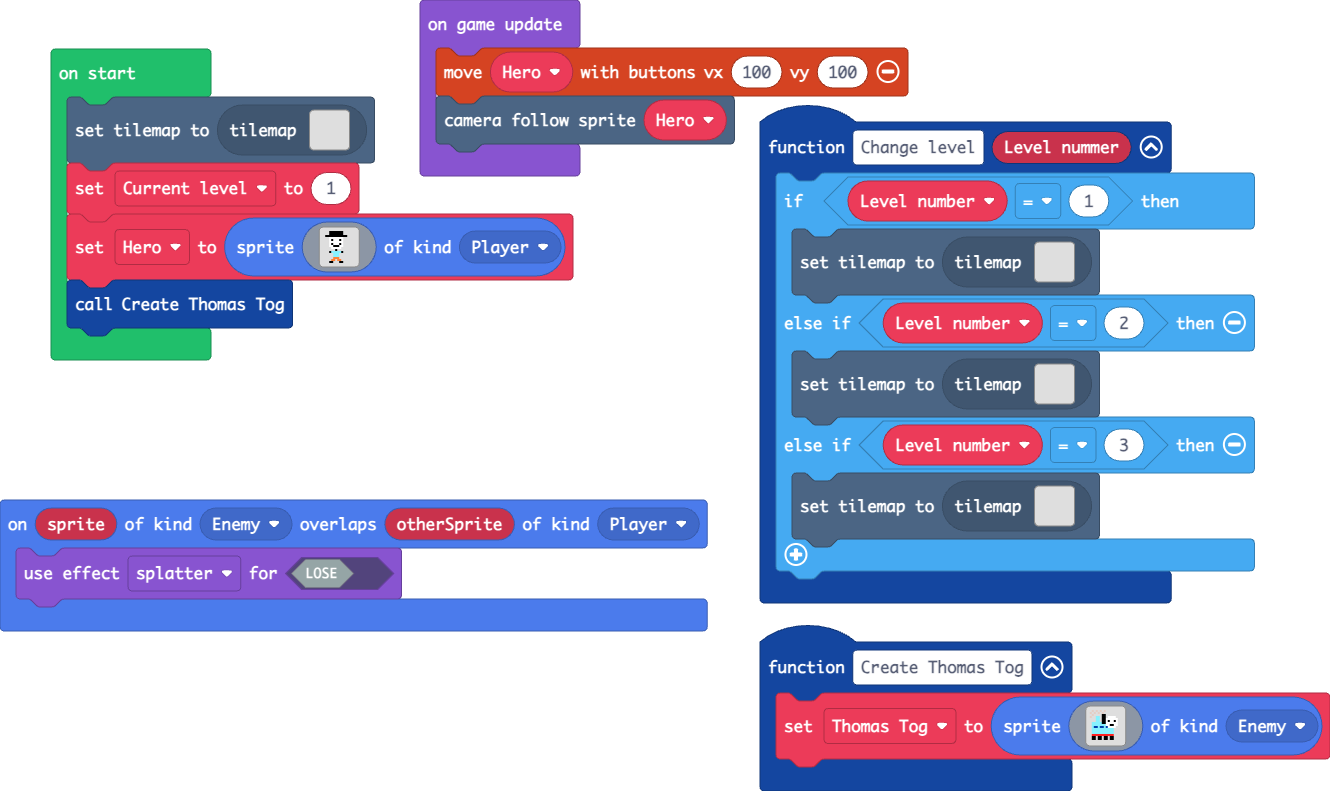 on start
set tilemap to tilemap
set Current level to 1
set Hero to sprite of kind Player
call Create Thomas Tog
on game update
move Hero with buttons vx 100 vy 100
camera follow sprite Hero
function Change level Level nummer
if Level number = 1 then
set tilemap to tilemap
else if Level number = 2 then
set tilemap to tilemap
else if Level number = 3 then
set tilemap to tilemap
on sprite of kind Enemy overlaps otherSprite of kind Player
use effect splatter for LOSE
function Create Thomas Tog
set Thomas Tog to sprite of kind Enemy